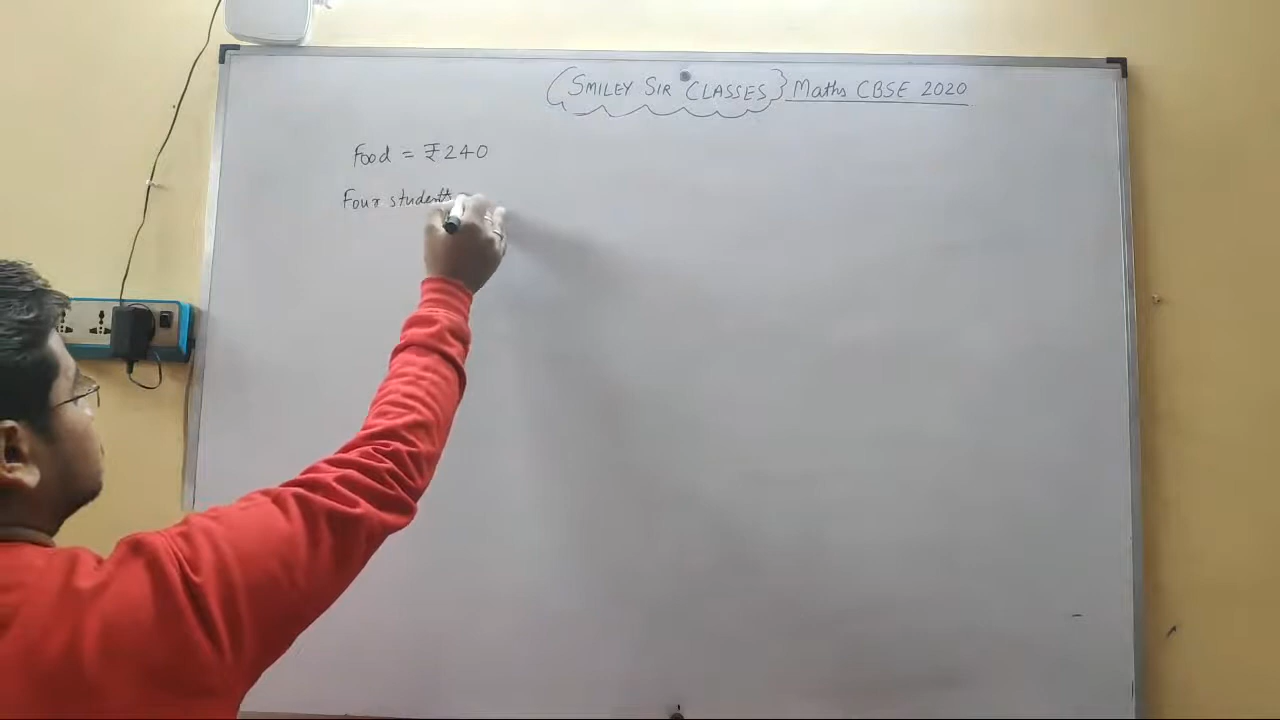 SMILEY SIR CLASSES Maths CBSE 2020
Food = ₹240
Four students